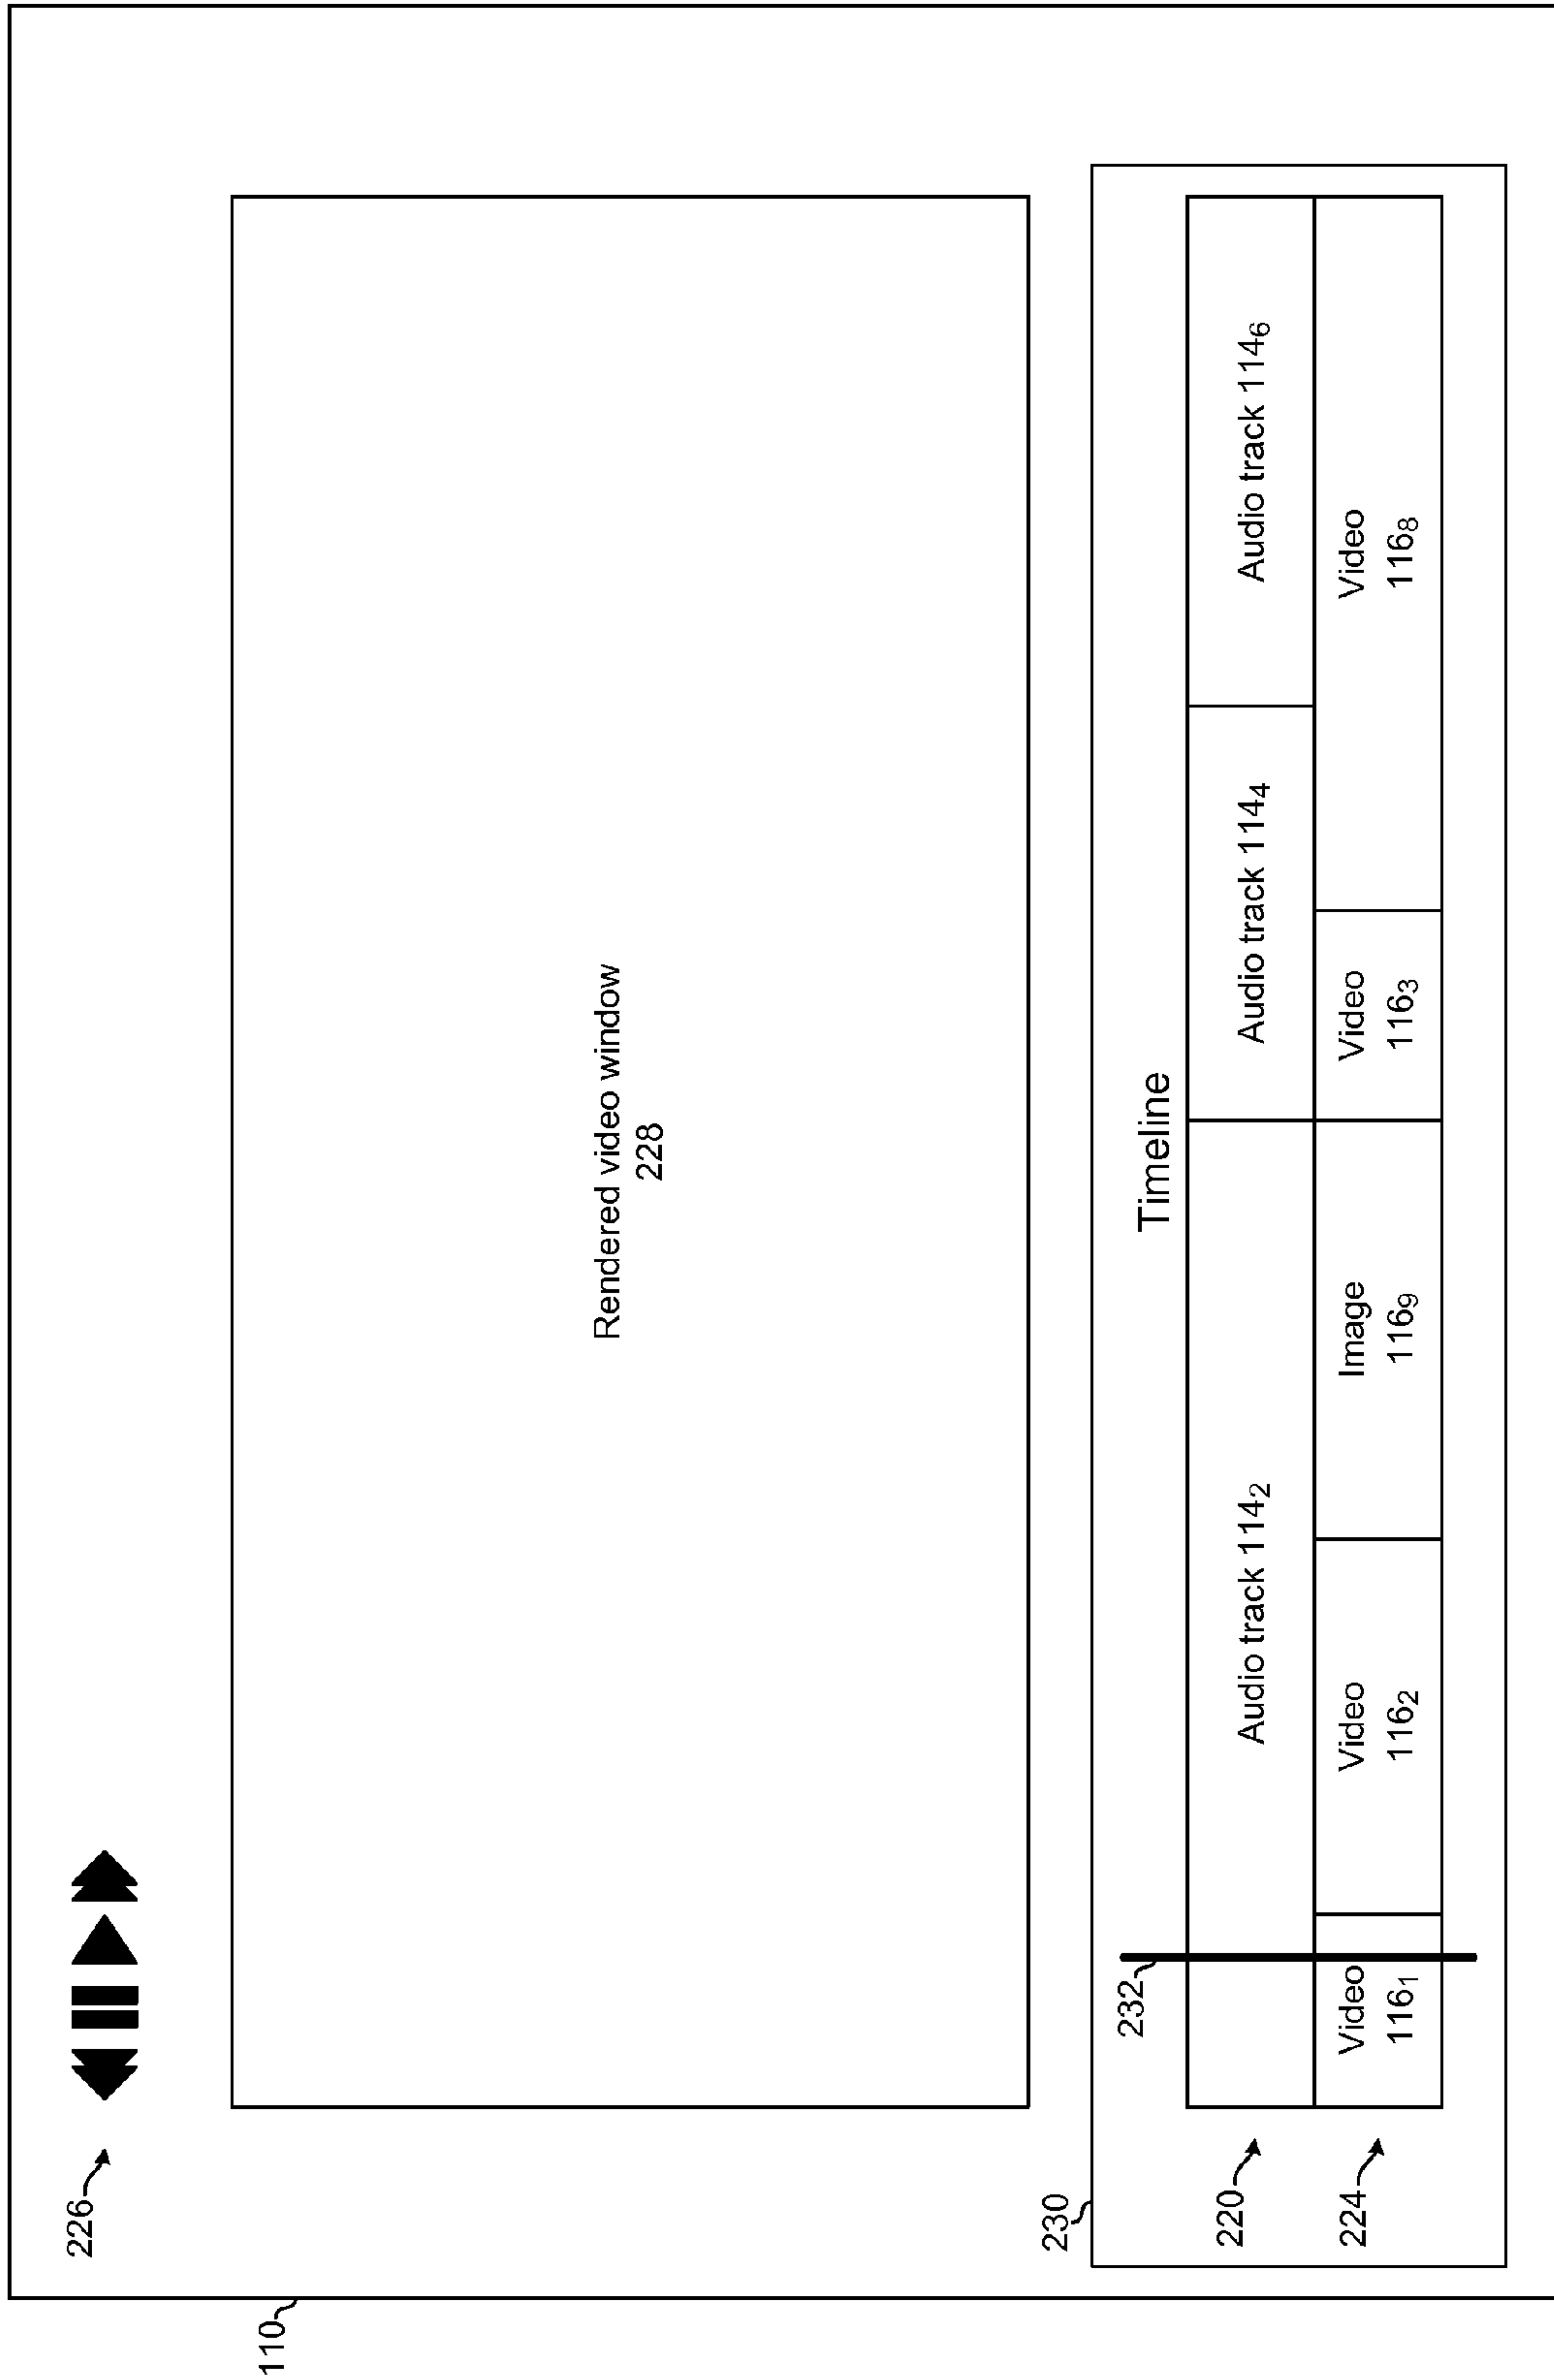 110
226
Rendered video window
228
230
Timeline
232
220
Audio track 114₂
Audio track 114₄
Audio track 114₆
224
Video
116₁
Video
116₂
Image
116₉
Video
116₃
Video
116₈